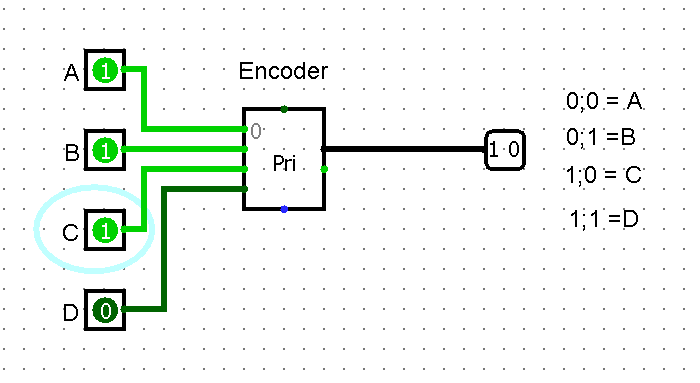 Encoder
A 1
B 1
C 1
D 0
0
Pri
1 0
0;0 = A
0;1 =B
1;0 = C
1;1 =D